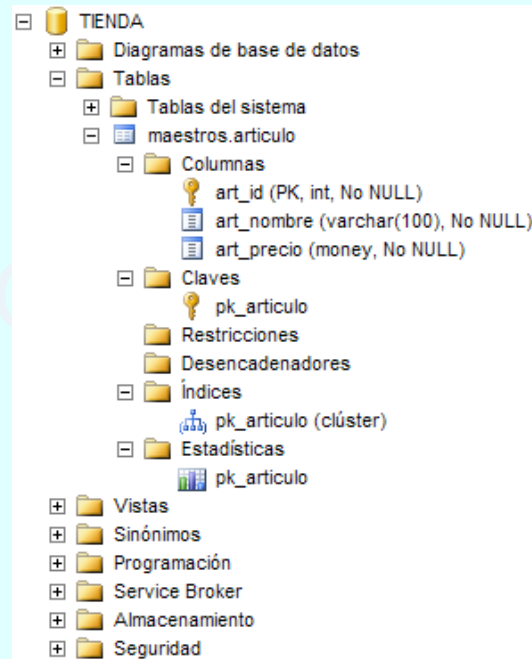 TIENDA
Diagramas de base de datos
Tablas
Tablas del sistema
maestros.articulo
Columnas
art_id (PK, int, No NULL)
art_nombre (varchar(100), No NULL)
art_precio (money, No NULL)
Claves
pk_articulo
Restricciones
Desencadenadores
Índices
pk_articulo (clúster)
Estadísticas
pk_articulo
Vistas
Sinónimos
Programación
Service Broker
Almacenamiento
Seguridad